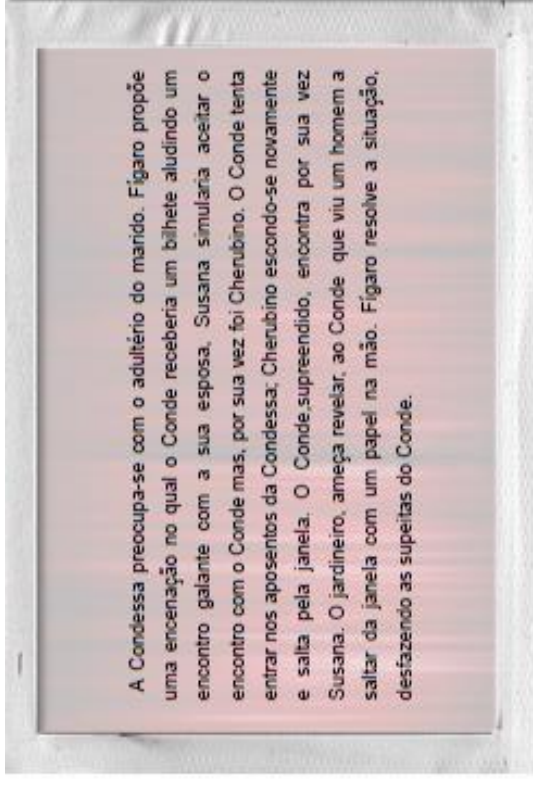 A Condessa preocupa-se com o adultério do marido. Fígaro propõe
uma encenação no qual o Conde receberia um bilhete aludindo um
encontro galante com a sua esposa, Susana simularia aceitar o
encontro com o Conde mas, por sua vez foi Cherubino. O Conde tenta
entrar nos aposentos da Condessa; Cherubino escondo-se novamente
e salta pela janela. O Conde,supreendido, encontra por sua vez
Susana. O jardineiro, ameça revelar, ao Conde que viu um homem a
saltar da janela com um papel na mão. Fígaro resolve a situação,
desfazendo as supeitas do Conde.